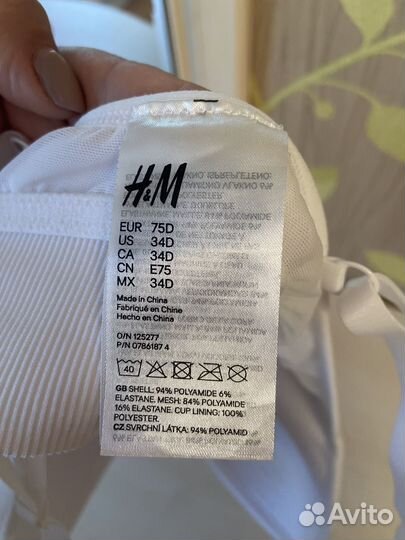 H&M
EUR 75D
US 34D
CA 34D
CN E75
MX 34D
Made in China
Fabriqué en Chine
Hecho en China
O/N 125277
P/N 0786187 4
40
GB SHELL: 94% POLYAMIDE 6%
ELASTANE. MESH: 84% POLYAMIDE
16% ELASTANE. CUP LINING: 100%
POLYESTER.
CZ SVRCHNÍ LÁTKA: 94% POLYAMID
Avito